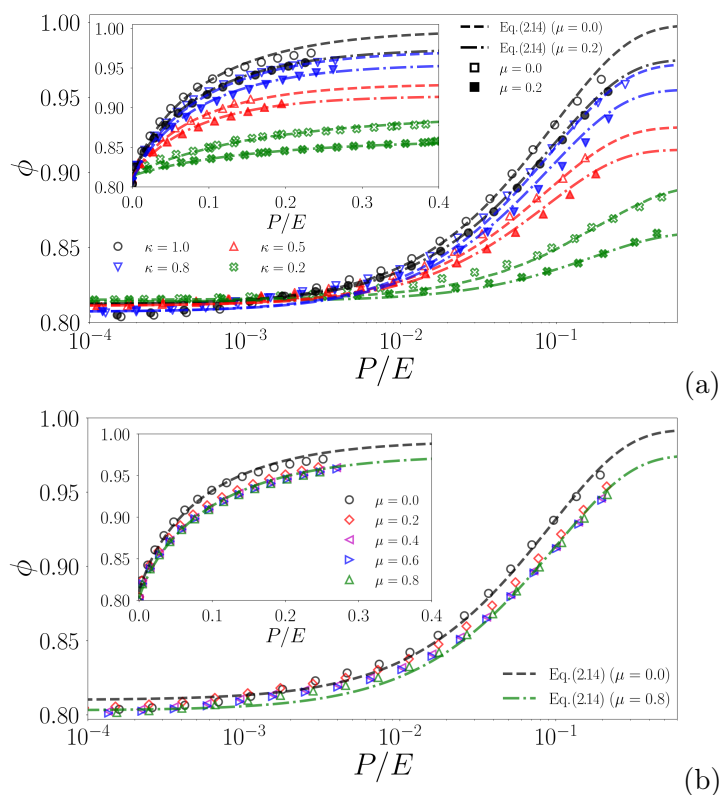 1.00
0.95
0.90
0.85
0.80
ϕ
10⁻⁴
10⁻³
10⁻²
10⁻¹
P/E
1.00
0.95
0.90
0.85
0.80
0.0
0.1
0.2
0.3
0.4
P/E
Eq.(2.14) (μ = 0.0)
Eq.(2.14) (μ = 0.2)
μ = 0.0
μ = 0.2
κ = 1.0
κ = 0.5
κ = 0.8
κ = 0.2
(a)
1.00
0.95
0.90
0.85
0.80
ϕ
10⁻⁴
10⁻³
10⁻²
10⁻¹
P/E
1.00
0.95
0.90
0.85
0.80
0
0.1
0.2
0.3
0.4
P/E
μ = 0.0
μ = 0.2
μ = 0.4
μ = 0.6
μ = 0.8
Eq.(2.14) (μ = 0.0)
Eq.(2.14) (μ = 0.8)
(b)